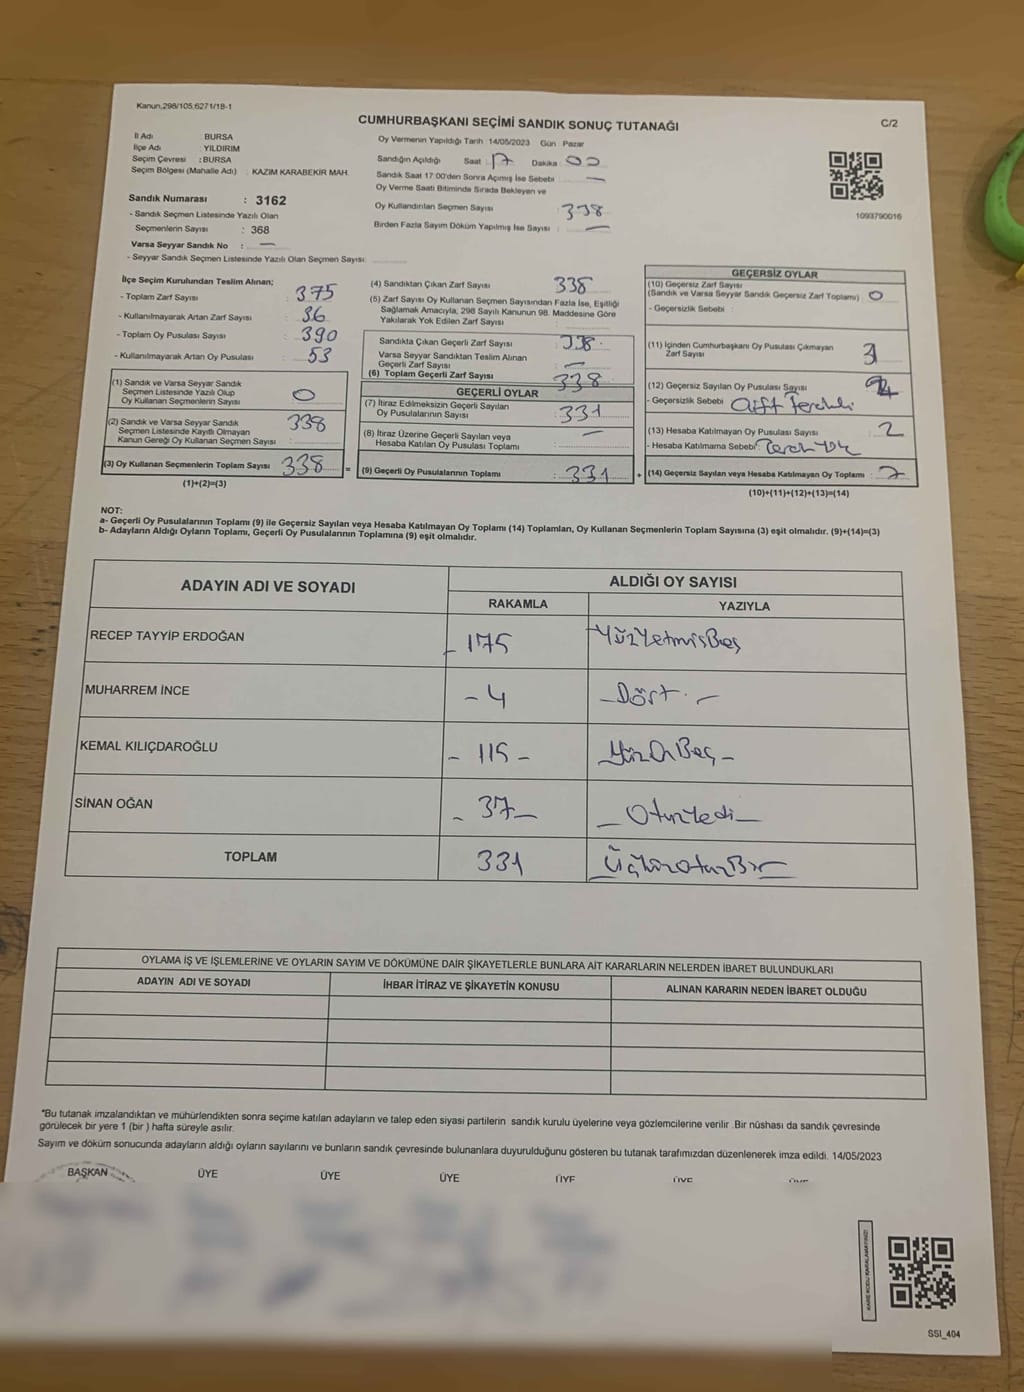 Kanun,298/105;6271/18-1
CUMHURBAŞKANI SEÇİMİ SANDIK SONUÇ TUTANAĞI
C/2
İl Adı BURSA
İlçe Adı : YILDIRIM
Seçim Çevresi : BURSA
Seçim Bölgesi (Mahalle Adı) : KAZIM KARABEKİR MAH.
Sandık Numarası : 3162
- Sandık Seçmen Listesinde Yazılı Olan
Seçmenlerin Sayısı : 368
Varsa Seyyar Sandık No : —
- Seyyar Sandık Seçmen Listesinde Yazılı Olan Seçmen Sayısı:
Oy Vermenin Yapıldığı Tarih :14/05/2023 Gün Pazar
Sandığın Açıldığı Saat : 17 Dakika 00
Sandık Saat 17:00'den Sonra Açımış İse Sebebi —
Oy Verme Saati Bitiminde Sırada Bekleyen ve
Oy Kullandırılan Seçmen Sayısı : 338
Birden Fazla Sayım Döküm Yapılmış İse Sayısı : —
1093790016
İlçe Seçim Kurulundan Teslim Alınan;
- Toplam Zarf Sayısı : 375
- Kullanılmayarak Artan Zarf Sayısı : 36
- Toplam Oy Pusulası Sayısı : 390
- Kullanılmayarak Artan Oy Pusulası : 53
(1) Sandık ve Varsa Seyyar Sandık
Seçmen Listesinde Yazılı Olup
Oy Kullanan Seçmenlerin Sayısı 0
(2) Sandık ve Varsa Seyyar Sandık
Seçmen Listesinde Kayıtlı Olmayan
Kanun Gereği Oy Kullanan Seçmen Sayısı : 338
(3) Oy Kullanan Seçmenlerin Toplam Sayısı 338 =
(1)+(2)=(3)
(4) Sandıktan Çıkan Zarf Sayısı 338
(5) Zarf Sayısı Oy Kullanan Seçmen Sayısından Fazla İse, Eşitliği
Sağlamak Amacıyla; 298 Sayılı Kanunun 98. Maddesine Göre
Yakılarak Yok Edilen Zarf Sayısı :
Sandıkta Çıkan Geçerli Zarf Sayısı 338
Varsa Seyyar Sandıktan Teslim Alınan
Geçerli Zarf Sayısı —
(6) Toplam Geçerli Zarf Sayısı 338
GEÇERLİ OYLAR
(7) İtiraz Edilmeksizin Geçerli Sayılan
Oy Pusulalarının Sayısı : 331
(8) İtiraz Üzerine Geçerli Sayılan veya
Hesaba Katılan Oy Pusulası Toplamı : —
(9) Geçerli Oy Pusulalarının Toplamı : 331 +
GEÇERSİZ OYLAR
(10) Geçersiz Zarf Sayısı
(Sandık ve Varsa Seyyar Sandık Geçersiz Zarf Toplamı) 0
- Geçersizlik Sebebi :
(11) İçinden Cumhurbaşkanı Oy Pusulası Çıkmayan
Zarf Sayısı
(12) Geçersiz Sayılan Oy Pusulası Sayısı
- Geçersizlik Sebebi : Çift Tercihli
(13) Hesaba Katılmayan Oy Pusulası Sayısı : 2
- Hesaba Katılmama Sebebi : Tercih Yok
(14) Geçersiz Sayılan veya Hesaba Katılmayan Oy Toplamı : 7
(10)+(11)+(12)+(13)=(14)
NOT:
a- Geçerli Oy Pusulalarının Toplamı (9) ile Geçersiz Sayılan veya Hesaba Katılmayan Oy Toplamı (14) Toplamları, Oy Kullanan Seçmenlerin Toplam Sayısına (3) eşit olmalıdır. (9)+(14)=(3)
b- Adayların Aldığı Oyların Toplamı, Geçerli Oy Pusulalarının Toplamına (9) eşit olmalıdır.
ADAYIN ADI VE SOYADI
ALDIĞI OY SAYISI
RAKAMLA YAZIYLA
RECEP TAYYİP ERDOĞAN - 175 YüzYetmişBeş
MUHARREM İNCE - 4 - Dört -
KEMAL KILIÇDAROĞLU - 115 - YüzOnBeş -
SİNAN OĞAN - 37 - - Otuzyedi -
TOPLAM 331 ÜçYüzotuzBir
OYLAMA İŞ VE İŞLEMLERİNE VE OYLARIN SAYIM VE DÖKÜMÜNE DAİR ŞİKAYETLERLE BUNLARA AİT KARARLARIN NELERDEN İBARET BULUNDUKLARI
ADAYIN ADI VE SOYADI İHBAR İTİRAZ VE ŞİKAYETİN KONUSU ALINAN KARARIN NEDEN İBARET OLDUĞU
*Bu tutanak imzalandıktan ve mühürlendikten sonra seçime katılan adayların ve talep eden siyasi partilerin sandık kurulu üyelerine veya gözlemcilerine verilir .Bir nüshası da sandık çevresinde
görülecek bir yere 1 (bir ) hafta süreyle asılır.
Sayım ve döküm sonucunda adayların aldığı oyların sayılarını ve bunların sandık çevresinde bulunanlara duyurulduğunu gösteren bu tutanak tarafımızdan düzenlenerek imza edildi. 14/05/2023
BAŞKAN ÜYE ÜYE ÜYE ÜYE ÜYE
KARE KODU KARALAMAYINIZ!
SSI_404